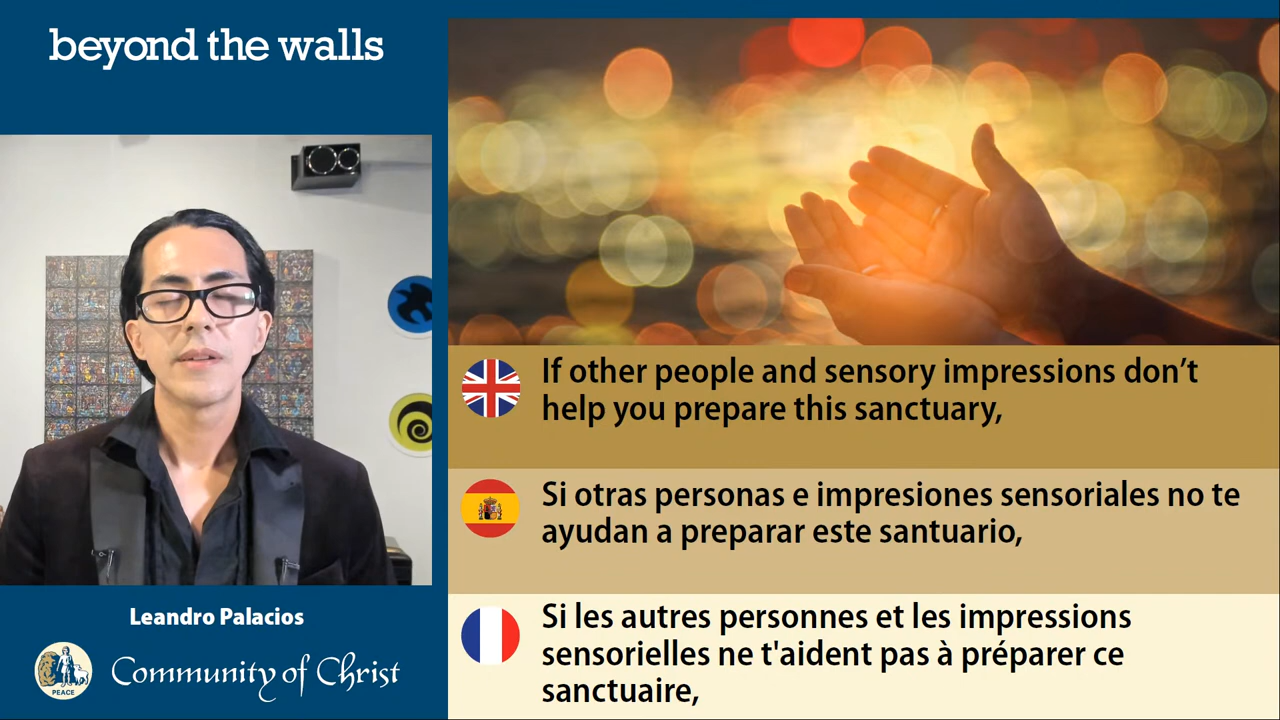 beyond the walls
If other people and sensory impressions don’t
help you prepare this sanctuary,
Si otras personas e impresiones sensoriales no te
ayudan a preparar este santuario,
Si les autres personnes et les impressions
sensorielles ne t'aident pas à préparer ce
sanctuaire,
Leandro Palacios
PEACE
Community of Christ